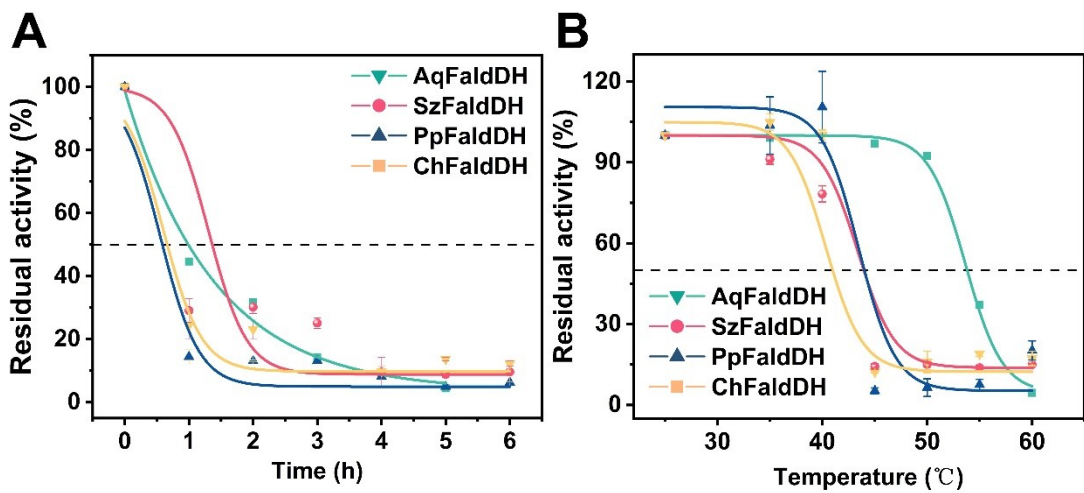 A
Residual activity (%)
100
80
60
40
20
0
AqFaldDH
SzFaldDH
PpFaldDH
ChFaldDH
0 1 2 3 4 5 6
Time (h)
B
Residual activity (%)
120
90
60
30
0
AqFaldDH
SzFaldDH
PpFaldDH
ChFaldDH
30 40 50 60
Temperature (℃)